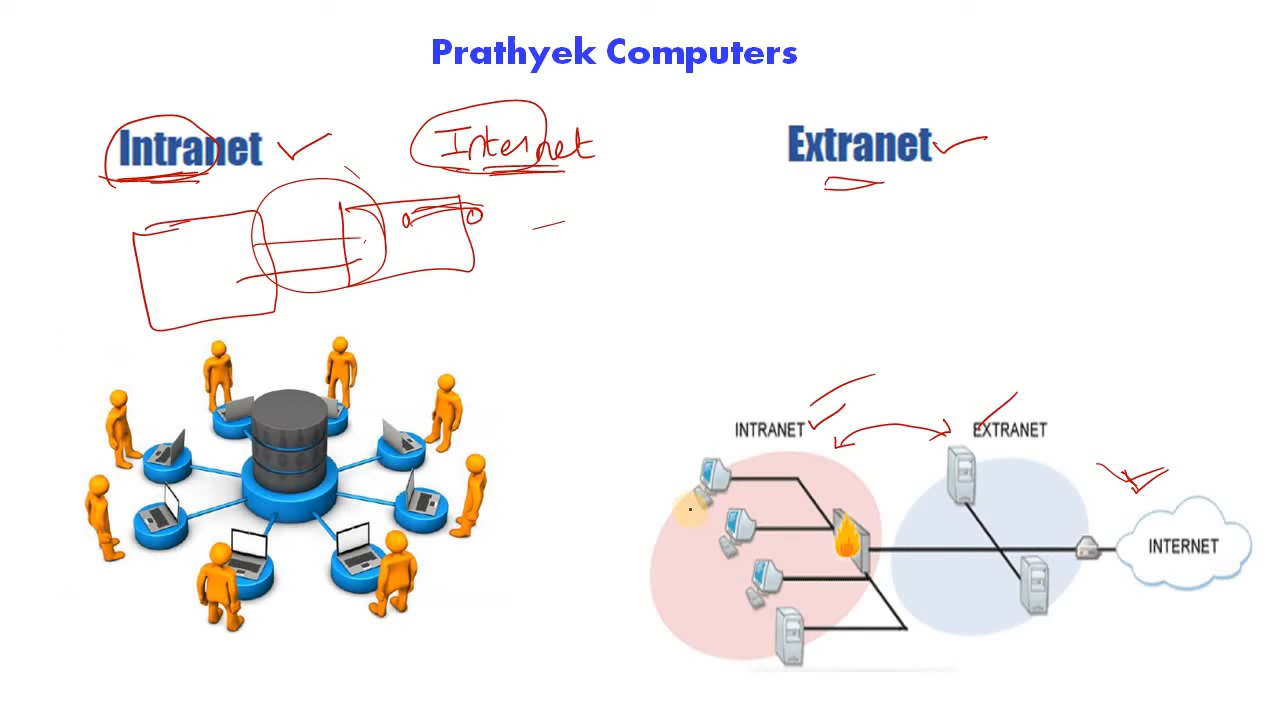 Prathyek Computers
Intranet
Internet
Extranet
INTRANET
EXTRANET
INTERNET